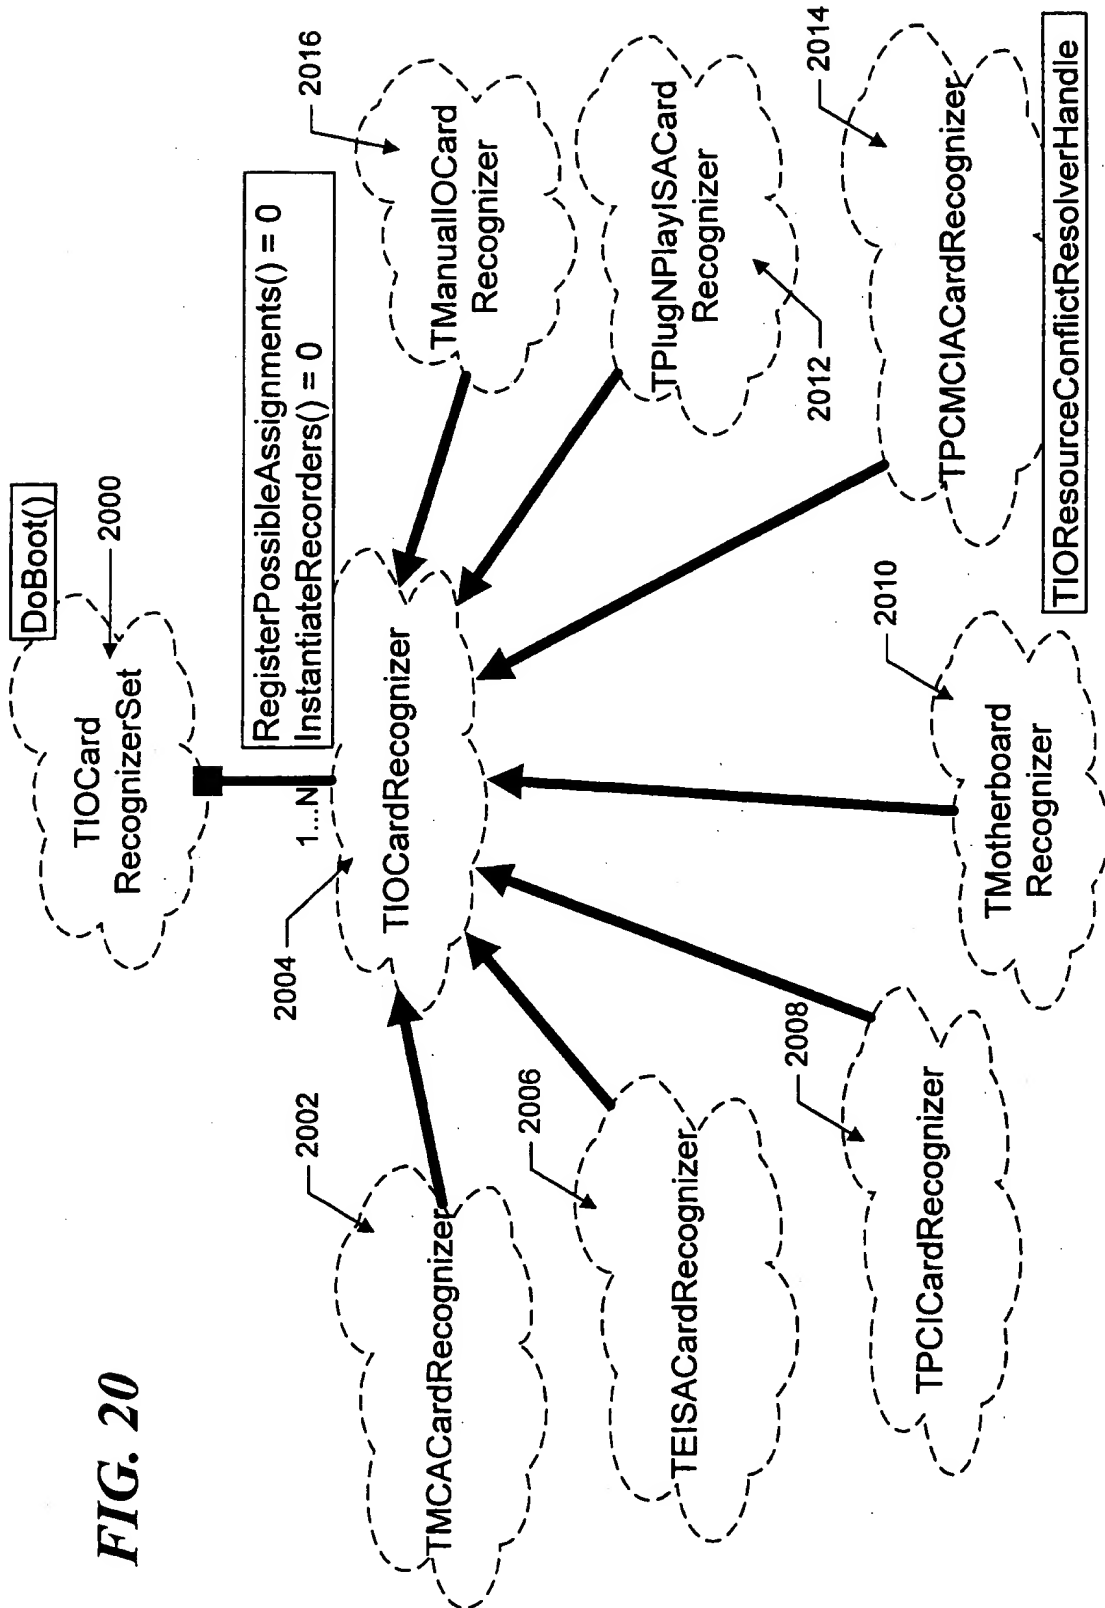 FIG. 20
DoBoot()
TIOCard
RecognizerSet
2000
1...N
RegisterPossibleAssignments() = 0
InstantiateRecorders() = 0
2004
TIOCardRecognizer
2002
TMCACardRecognizer
2006
TEISACardRecognizer
2008
TPCICardRecognizer
2010
TMotherboard
Recognizer
2016
TManualIOCard
Recognizer
TPlugNPlayISACard
Recognizer
2012
2014
TPCMCIACardRecognizer
TIOResourceConflictResolverHandle